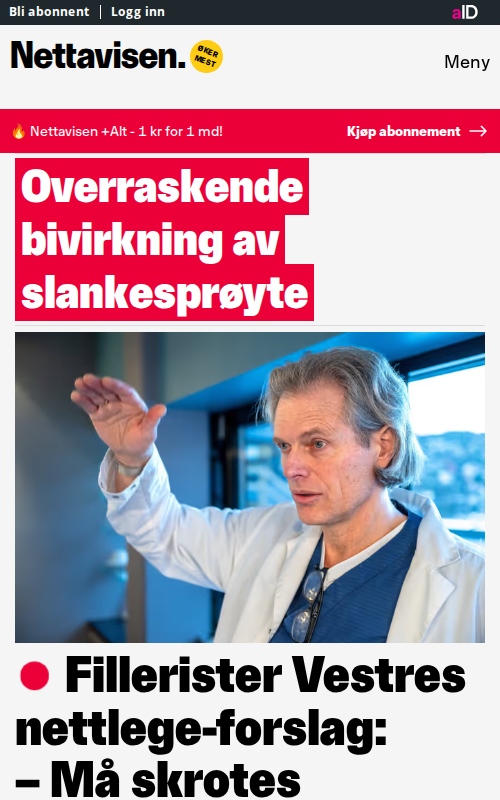 Bli abonnent | Logg inn
aID
Nettavisen.
ØKER
MEST
Meny
🔥 Nettavisen +Alt - 1 kr for 1 md!
Kjøp abonnement →
Overraskende
bivirkning av
slankesprøyte
Fillerister Vestres
nettlege-forslag:
– Må skrotes